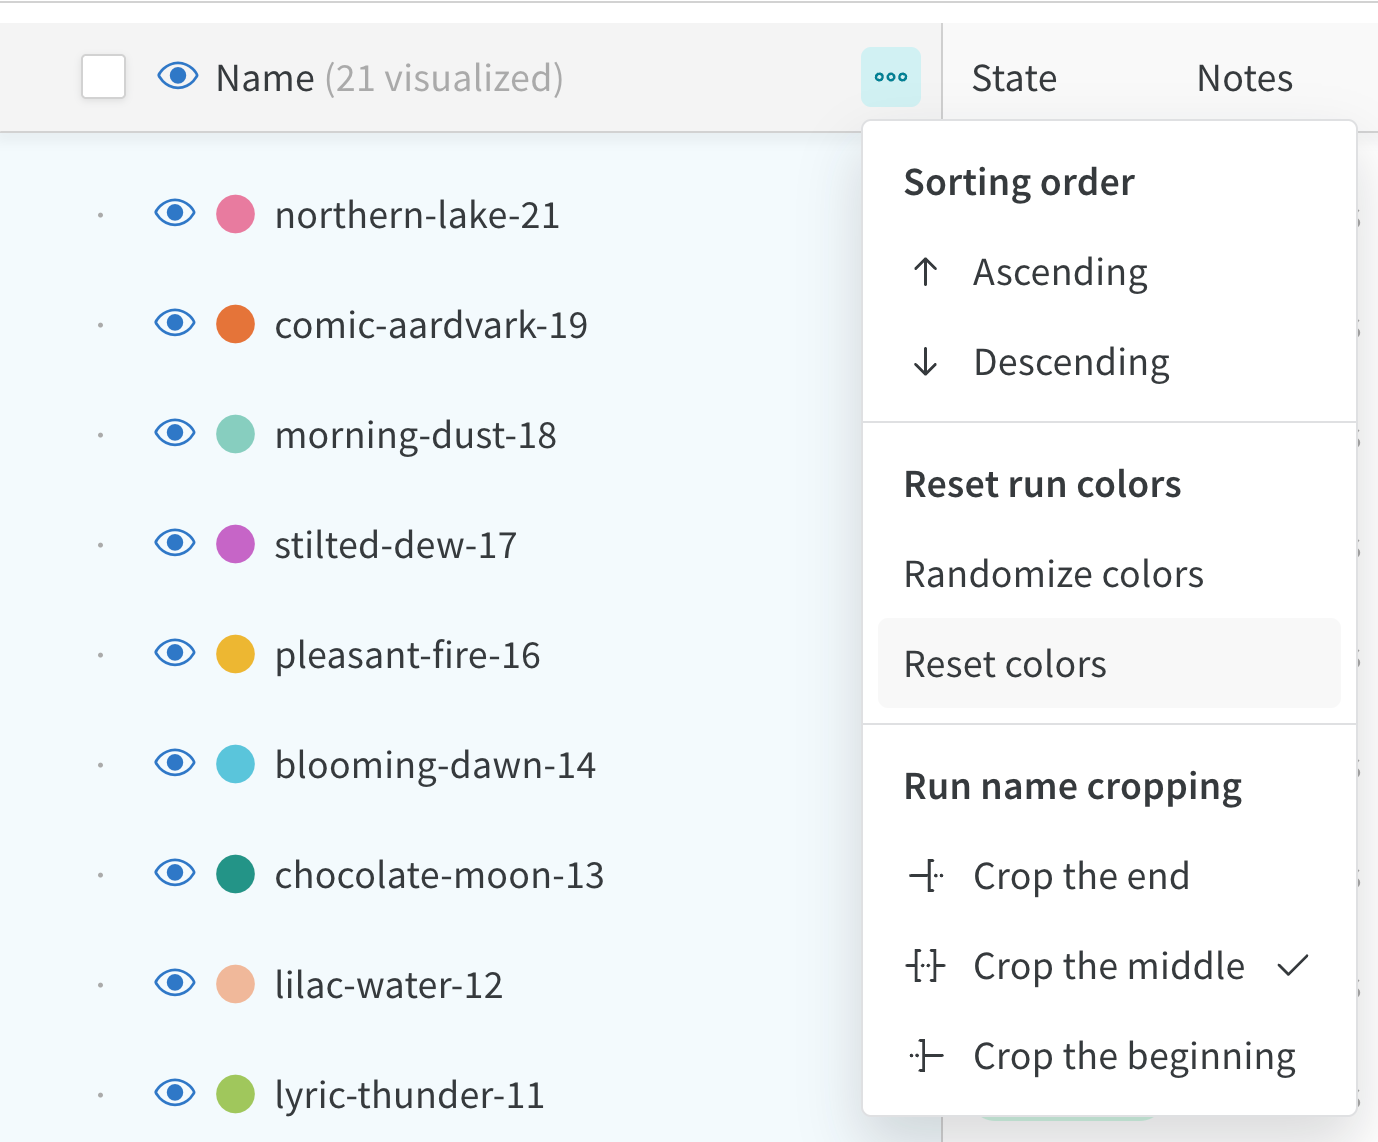 Name (21 visualized)
State
Notes
northern-lake-21
comic-aardvark-19
morning-dust-18
stilted-dew-17
pleasant-fire-16
blooming-dawn-14
chocolate-moon-13
lilac-water-12
lyric-thunder-11
Sorting order
Ascending
Descending
Reset run colors
Randomize colors
Reset colors
Run name cropping
Crop the end
Crop the middle
Crop the beginning